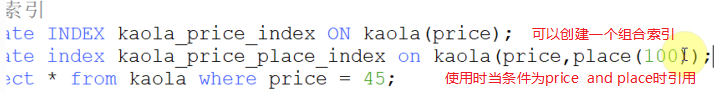 索引
ate INDEX kaola_price_index ON kaola(price); 可以创建一个组合索引
ate index kaola_price_place_index on kaola(price,place(100));
ect * from kaola where price = 45; 使用时当条件为price and place时引用